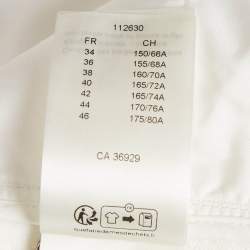 112630
FR CH
34 150/66A
36 155/68A
38 160/70A
40 165/72A
42 165/74A
44 170/76A
46 175/80A
CA 36929
FR
quefairedemesdechets.fr